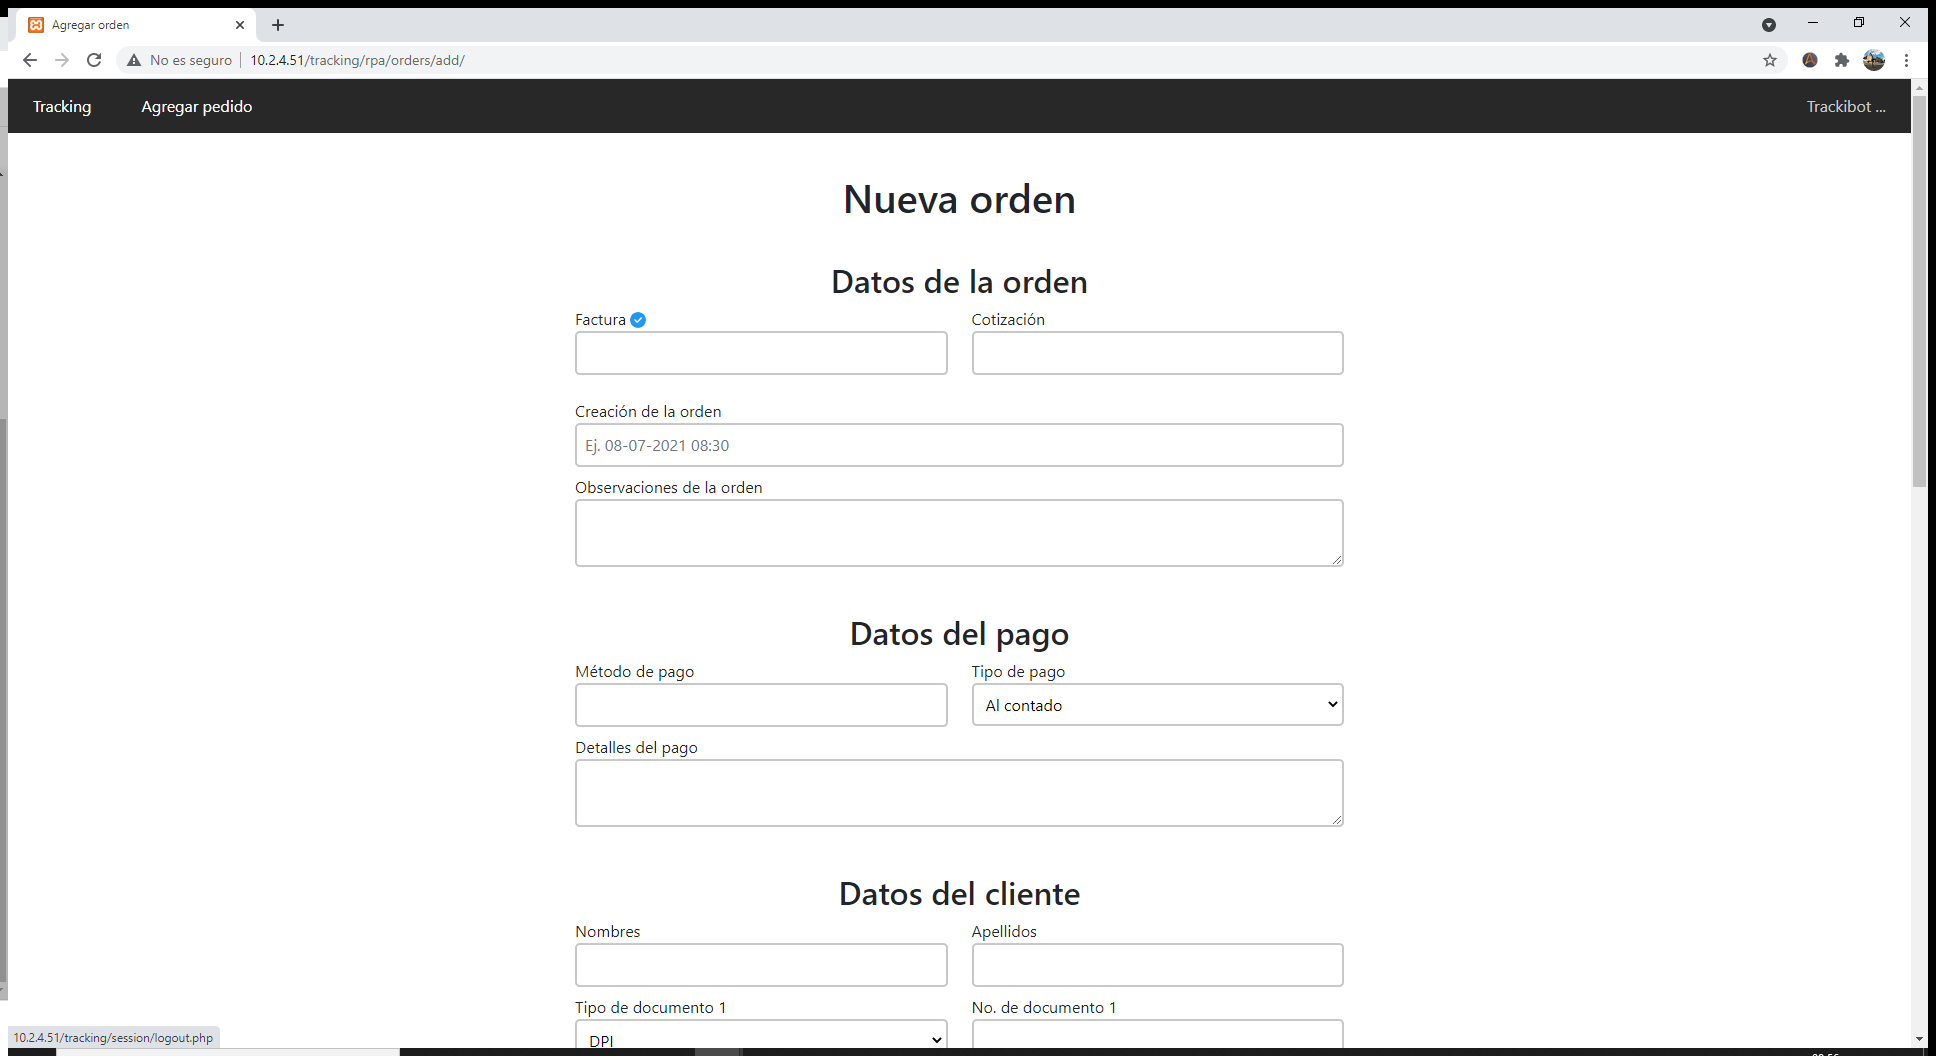 Agregar orden
No es seguro 10.2.4.51/tracking/rpa/orders/add/
Tracking Agregar pedido Trackibot ...
Nueva orden
Datos de la orden
Factura Cotización
Creación de la orden
Ej. 08-07-2021 08:30
Observaciones de la orden
Datos del pago
Método de pago Tipo de pago
Al contado
Detalles del pago
Datos del cliente
Nombres Apellidos
Tipo de documento 1 No. de documento 1
DPI
10.2.4.51/tracking/session/logout.php